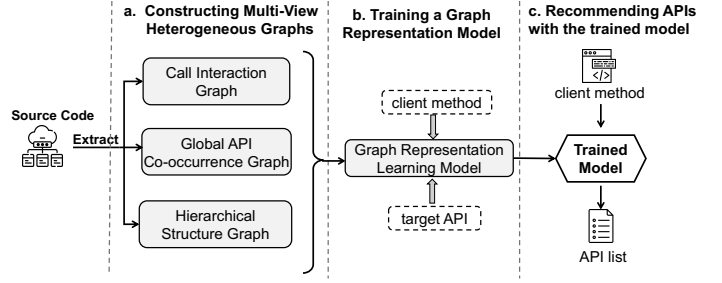 a. Constructing Multi-View
Heterogeneous Graphs
b. Training a Graph
Representation Model
c. Recommending APIs
with the trained model
Source Code
Extract
Call Interaction
Graph
Global API
Co-occurrence Graph
Hierarchical
Structure Graph
client method
Graph Representation
Learning Model
target API
</>
client method
Trained
Model
API list